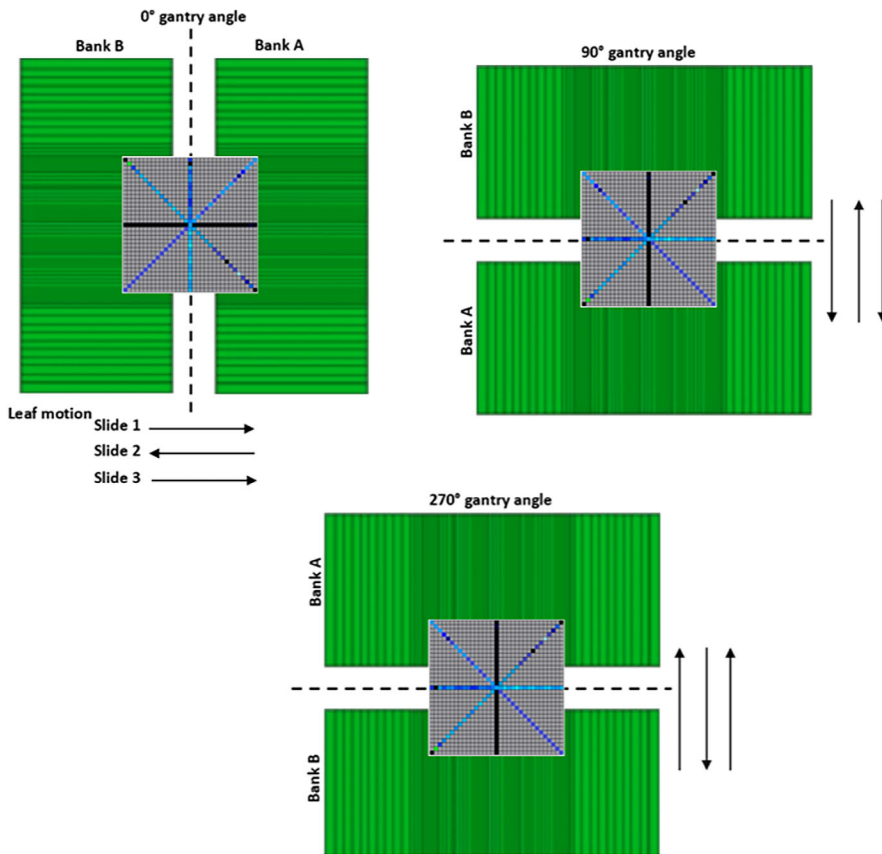 0° gantry angle
Bank B
Bank A
90° gantry angle
Bank B
Bank A
Leaf motion
Slide 1
Slide 2
Slide 3
270° gantry angle
Bank A
Bank B